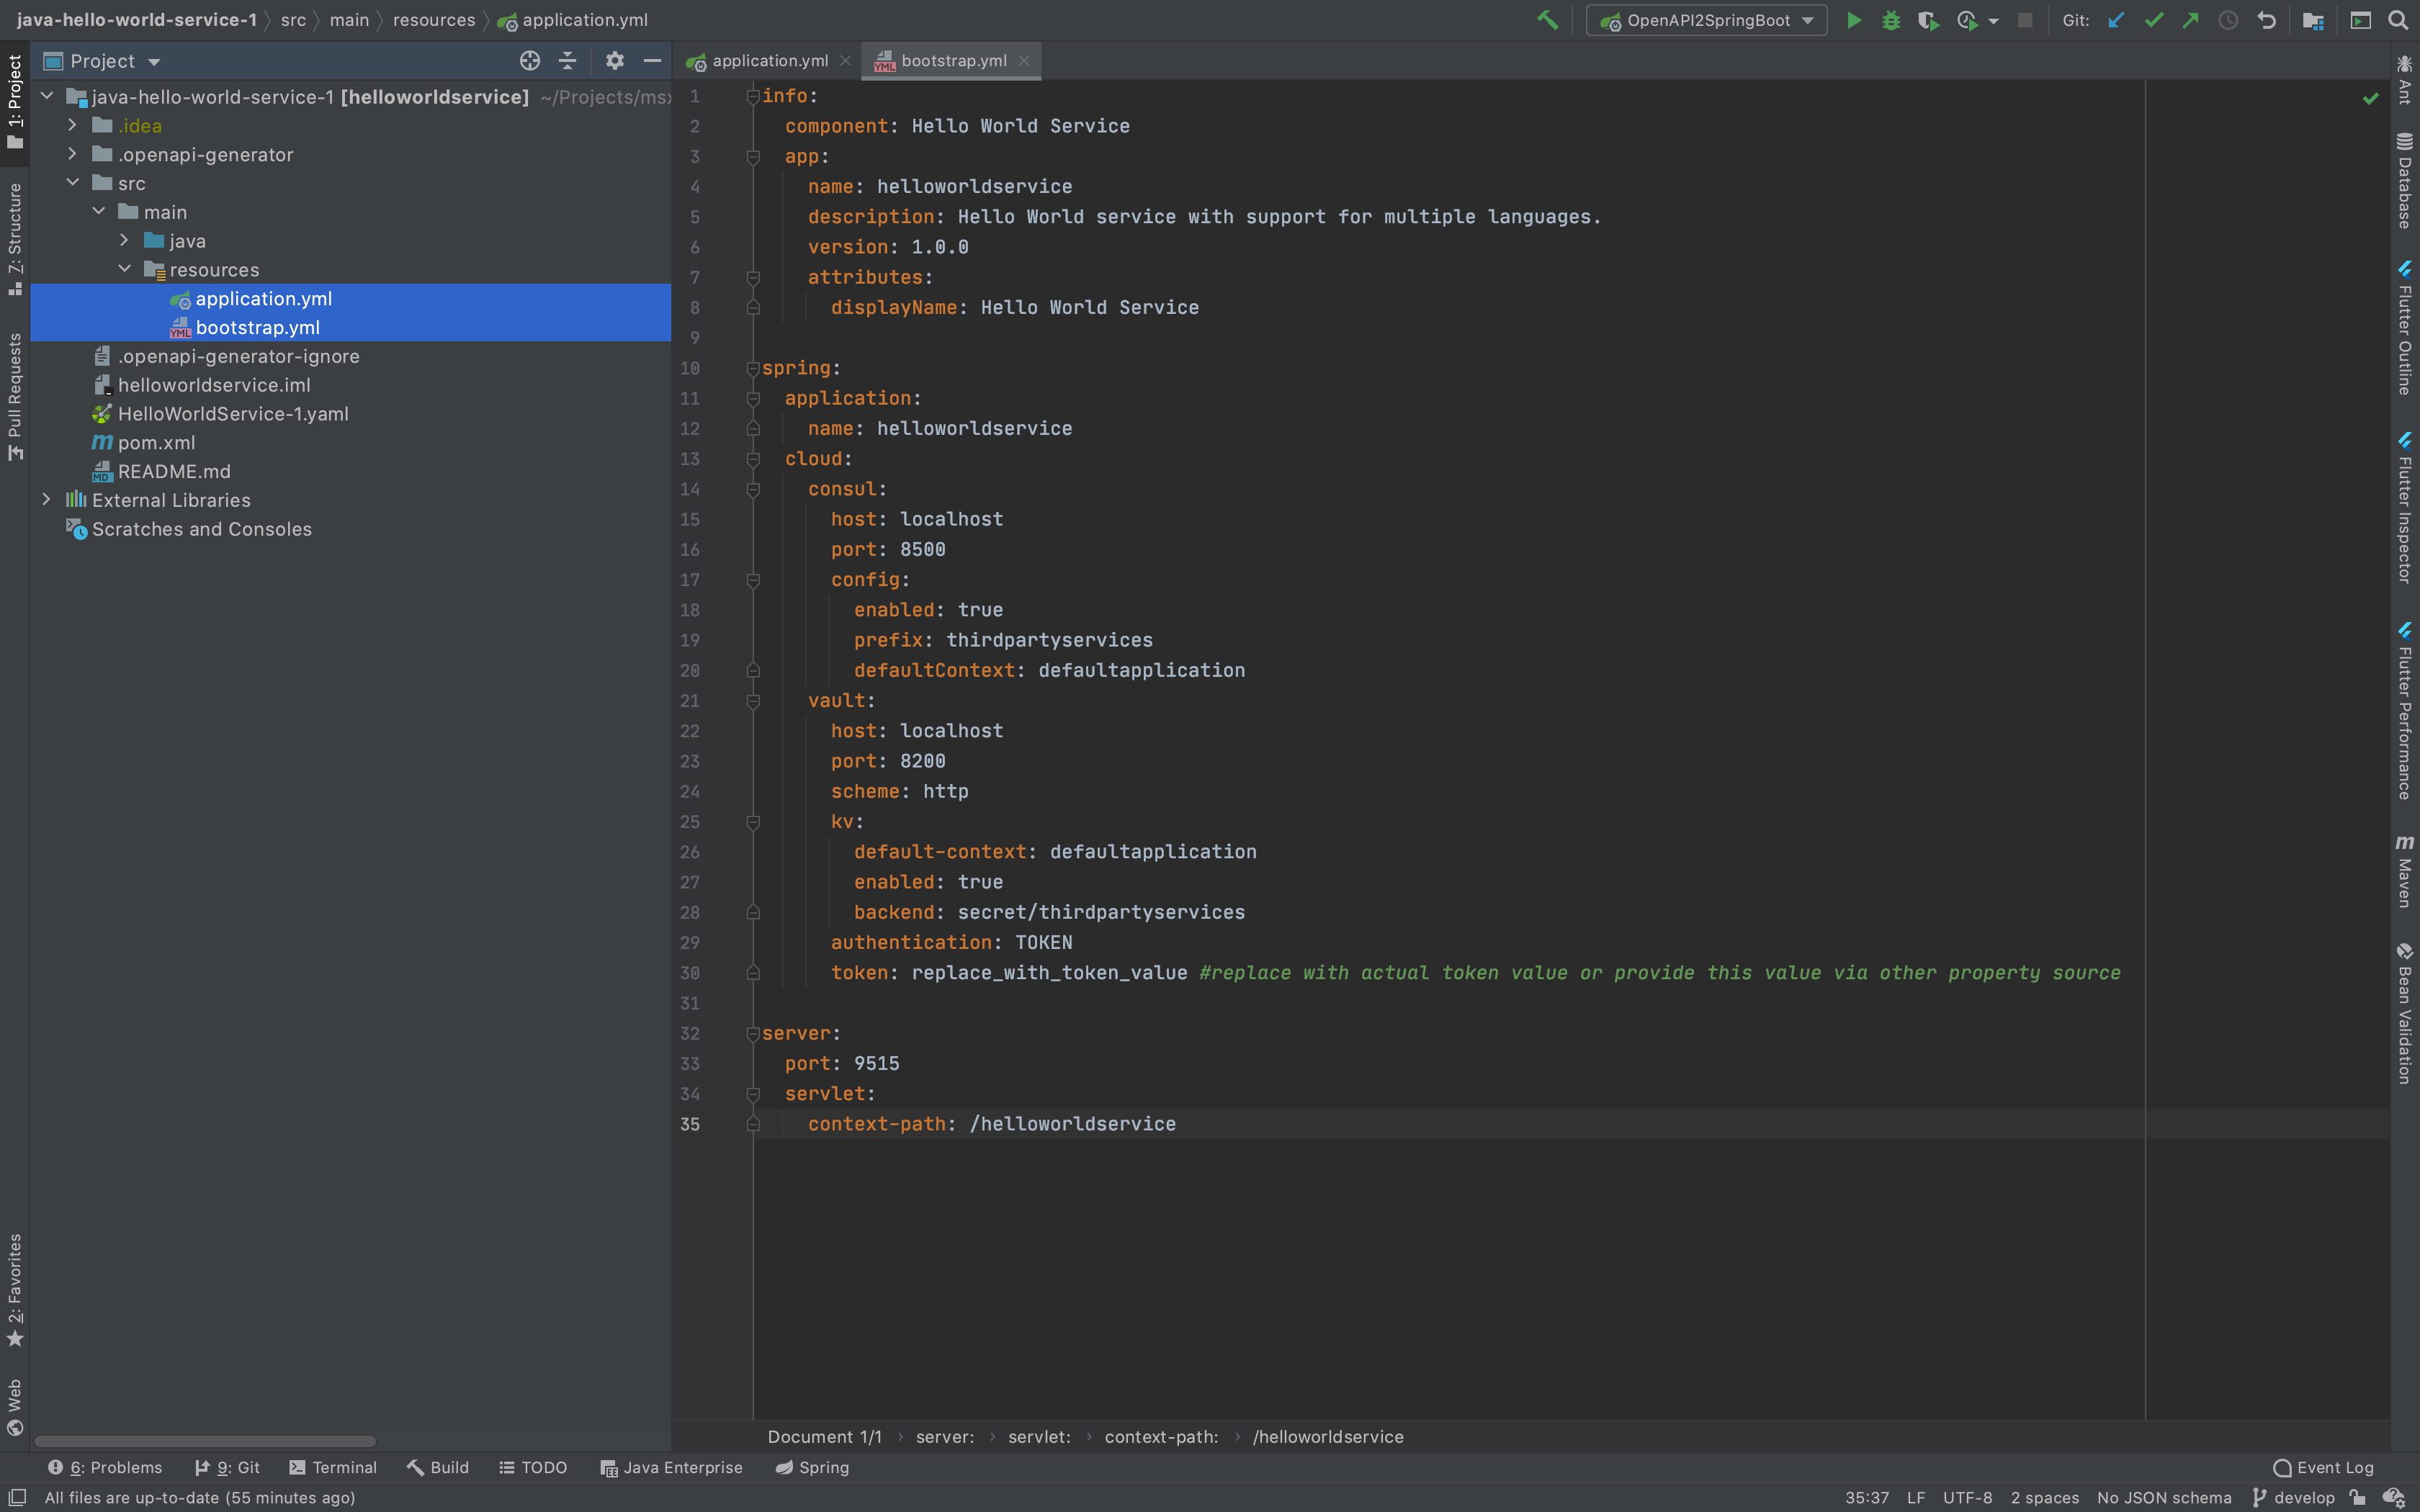 java-hello-world-service-1 src main resources application.yml
OpenAPI2SpringBoot
Git:
Project
application.yml
bootstrap.yml
1: Project
7: Structure
Pull Requests
2: Favorites
Web
java-hello-world-service-1 [helloworldservice] ~/Projects/msx
.idea
.openapi-generator
src
main
java
resources
application.yml
bootstrap.yml
YML
.openapi-generator-ignore
helloworldservice.iml
HelloWorldService-1.yaml
pom.xml
README.md
External Libraries
Scratches and Consoles
1 info:
2 component: Hello World Service
3 app:
4 name: helloworldservice
5 description: Hello World service with support for multiple languages.
6 version: 1.0.0
7 attributes:
8 displayName: Hello World Service
9
10 spring:
11 application:
12 name: helloworldservice
13 cloud:
14 consul:
15 host: localhost
16 port: 8500
17 config:
18 enabled: true
19 prefix: thirdpartyservices
20 defaultContext: defaultapplication
21 vault:
22 host: localhost
23 port: 8200
24 scheme: http
25 kv:
26 default-context: defaultapplication
27 enabled: true
28 backend: secret/thirdpartyservices
29 authentication: TOKEN
30 token: replace_with_token_value #replace with actual token value or provide this value via other property source
31
32 server:
33 port: 9515
34 servlet:
35 context-path: /helloworldservice
Ant
Database
Flutter Outline
Flutter Inspector
Flutter Performance
Maven
Bean Validation
Document 1/1 › server: › servlet: › context-path: › /helloworldservice
6: Problems 9: Git Terminal Build TODO Java Enterprise Spring Event Log
All files are up-to-date (55 minutes ago) 35:37 LF UTF-8 2 spaces No JSON schema develop